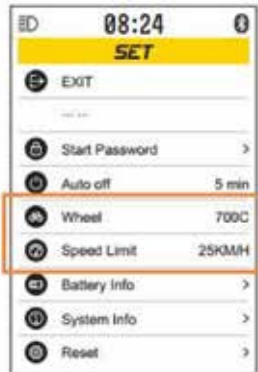 08:24
SET
EXIT
-- --
Start Password >
Auto off 5 min
Wheel 700C
Speed Limit 25KM/H
Battery Info >
System Info >
Reset >